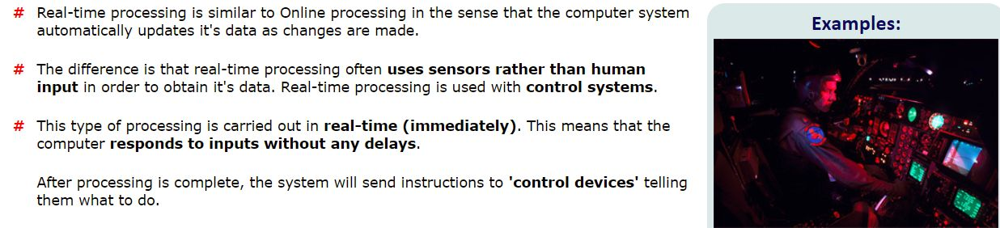 # Real-time processing is similar to Online processing in the sense that the computer system
automatically updates it's data as changes are made.
# The difference is that real-time processing often uses sensors rather than human
input in order to obtain it's data. Real-time processing is used with control systems.
# This type of processing is carried out in real-time (immediately). This means that the
computer responds to inputs without any delays.
After processing is complete, the system will send instructions to 'control devices' telling
them what to do.
Examples: